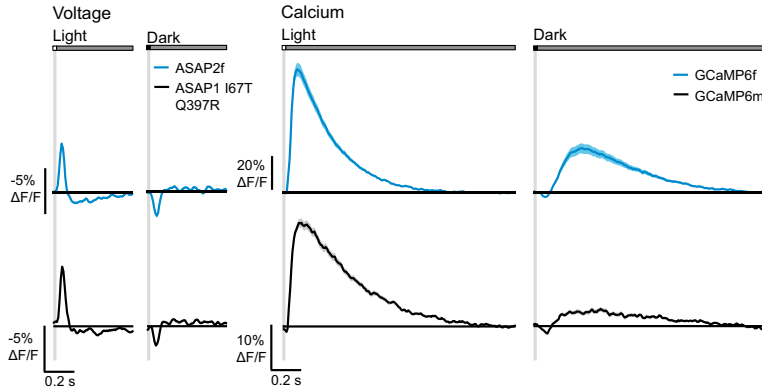 Voltage
Calcium
Light
Dark
Light
Dark
ASAP2f
ASAP1 I67T
Q397R
GCaMP6f
GCaMP6m
-5%
ΔF/F
20%
ΔF/F
-5%
ΔF/F
10%
ΔF/F
0.2 s
0.2 s